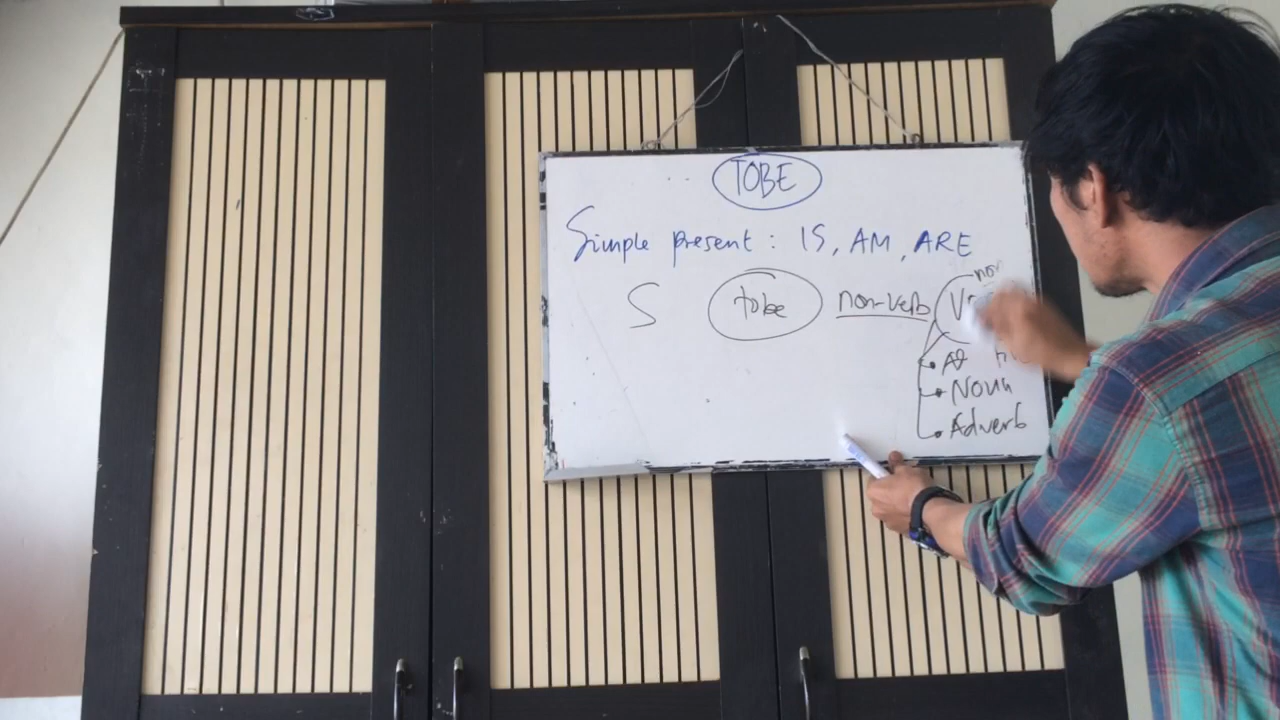 TOBE
Simple present : IS, AM, ARE
S tobe non-verb
Noun
Adverb